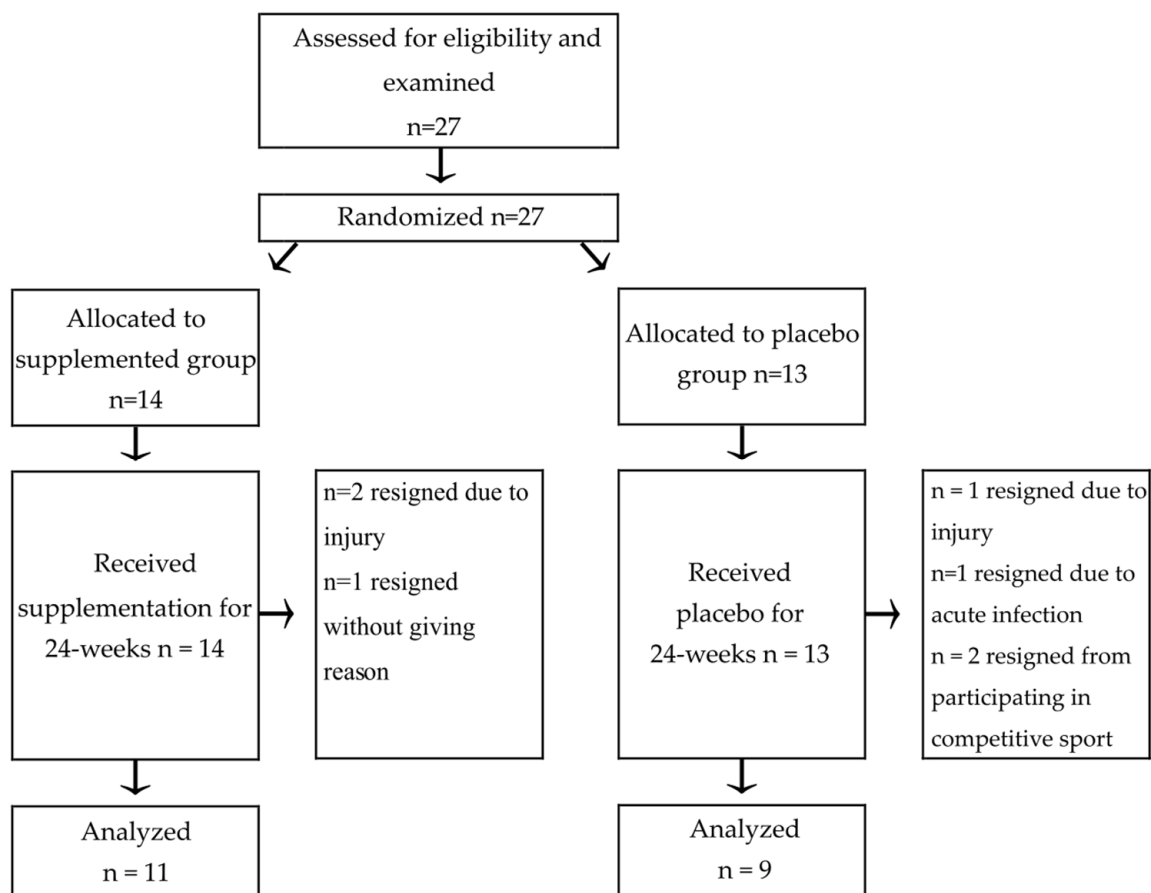 Assessed for eligibility and
examined
n=27
Randomized n=27
Allocated to
supplemented group
n=14
Allocated to placebo
group n=13
Received
supplementation for
24-weeks n = 14
n=2 resigned due to
injury
n=1 resigned
without giving
reason
Received
placebo for
24-weeks n = 13
n = 1 resigned due to
injury
n=1 resigned due to
acute infection
n = 2 resigned from
participating in
competitive sport
Analyzed
n = 11
Analyzed
n = 9